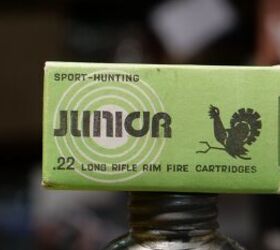 SPORT-HUNTING
JUNIOR
.22 LONG RIFLE RIM FIRE CARTRIDGES